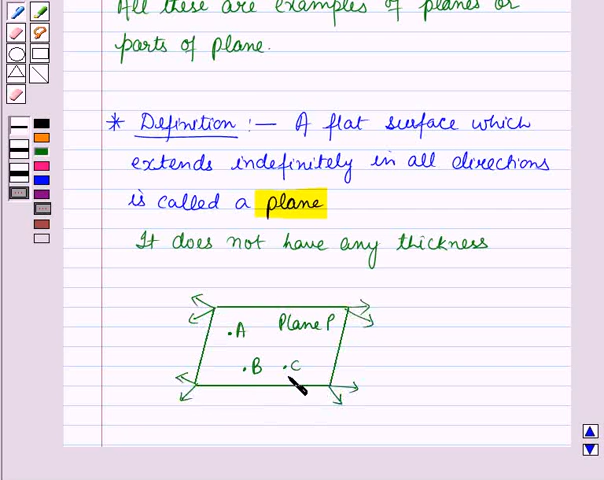 All these are examples of planes or
parts of plane.
* Definition :— A flat surface which
extends indefinitely in all directions
is called a plane
It does not have any thickness
.A Plane P
.B .C